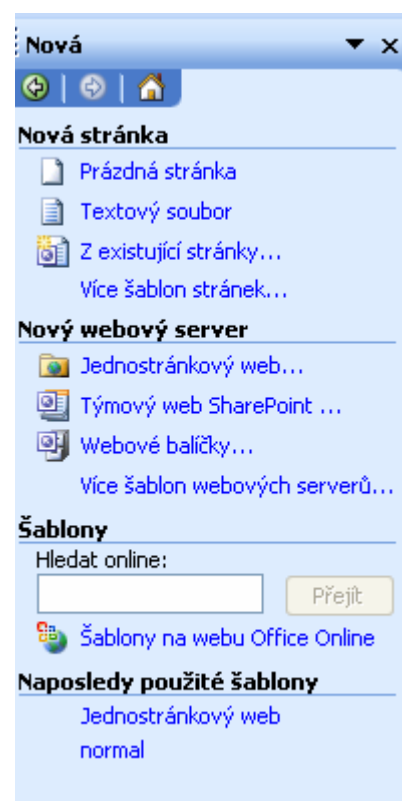 Nová
Nová stránka
Prázdná stránka
Textový soubor
Z existující stránky...
Více šablon stránek...
Nový webový server
Jednostránkový web...
Týmový web SharePoint ...
Webové balíčky...
Více šablon webových serverů...
Šablony
Hledat online:
Přejít
Šablony na webu Office Online
Naposledy použité šablony
Jednostránkový web
normal